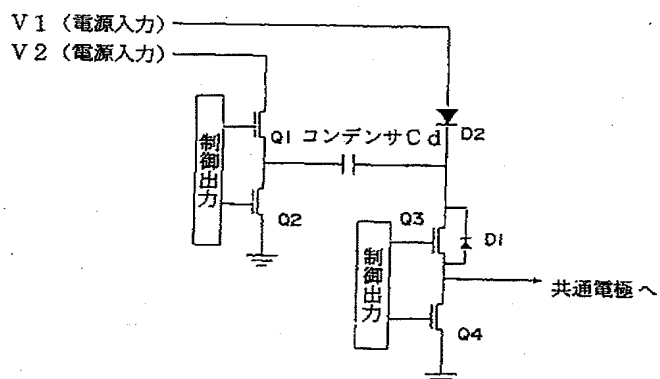 V1(電源入力)
V2(電源入力)
Q1 コンデンサCd
D2
制御出力
Q2
Q3
D1
制御出力
共通電極へ
Q4